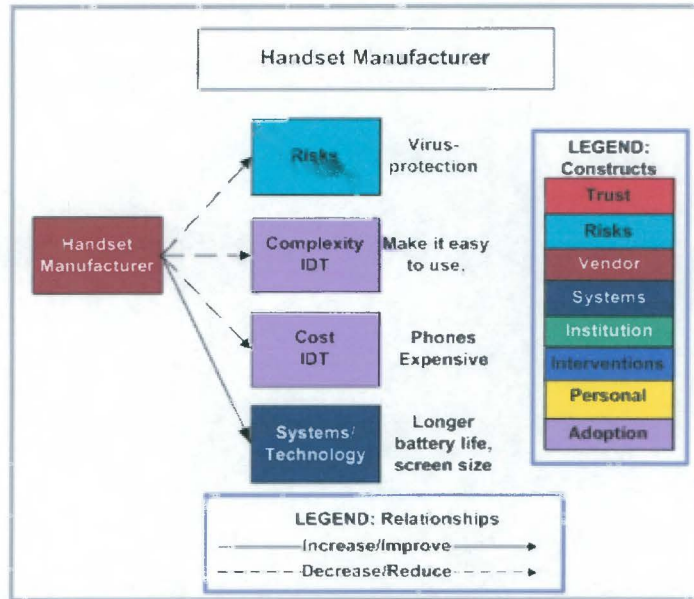 Handset Manufacturer
Risks
Virus-
protection
Handset
Manufacturer
Complexity
IDT
Make it easy
to use.
Cost
IDT
Phones
Expensive
Systems/
Technology
Longer
battery life,
screen size
LEGEND:
Constructs
Trust
Risks
Vendor
Systems
Institution
Interventions
Personal
Adoption
LEGEND: Relationships
Increase/Improve
Decrease/Reduce